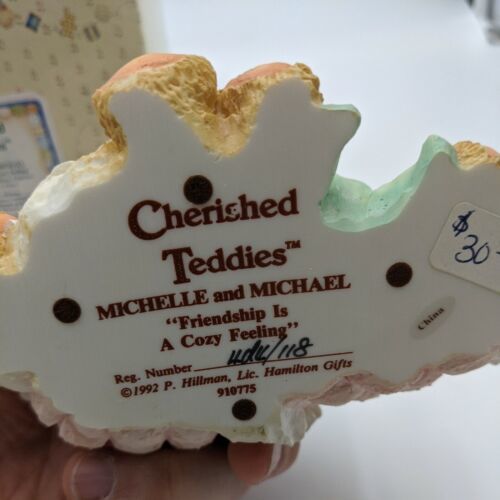 Cherished
Teddies™
MICHELLE and MICHAEL
"Friendship Is
A Cozy Feeling"
Reg. Number /118
©1992 P. Hillman, Lic. Hamilton Gifts
910775
$
30-
China